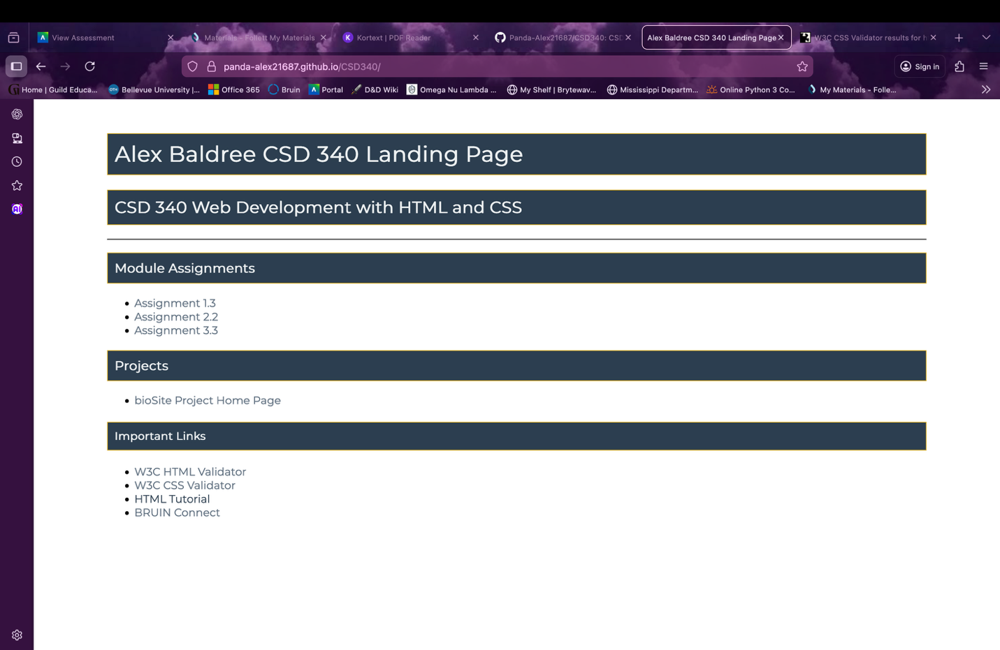 View Assessment
Materials - Follett My Materials
Kortext | PDF Reader
Panda-Alex21687/CSD340: CSD
Alex Baldree CSD 340 Landing Page
W3C CSS Validator results for h
panda-alex21687.github.io/CSD340/
Sign in
Home | Guild Educa...
Bellevue University |...
Office 365
Bruin
Portal
D&D Wiki
Omega Nu Lambda ...
My Shelf | Brytewav...
Mississippi Departm...
Online Python 3 Co...
My Materials - Folle...
Alex Baldree CSD 340 Landing Page
CSD 340 Web Development with HTML and CSS
Module Assignments
Assignment 1.3
Assignment 2.2
Assignment 3.3
Projects
bioSite Project Home Page
Important Links
W3C HTML Validator
W3C CSS Validator
HTML Tutorial
BRUIN Connect